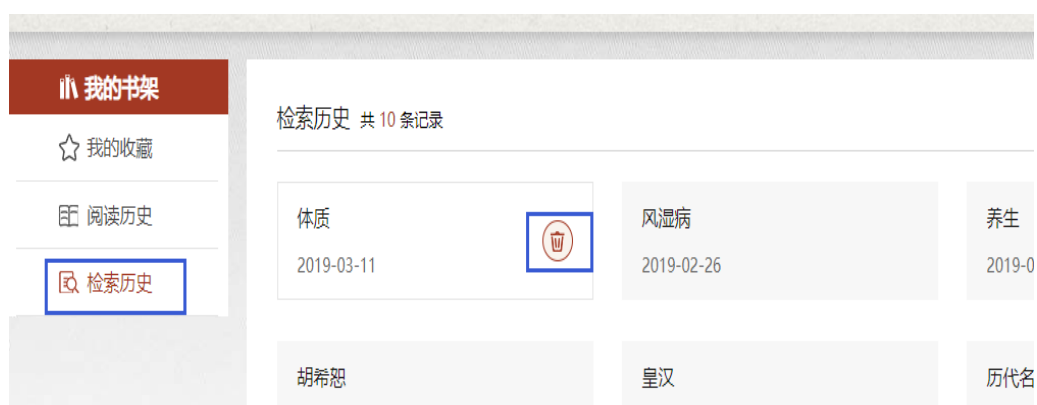 我的书架
我的收藏
阅读历史
检索历史
检索历史 共 10 条记录
体质
2019-03-11
风湿病
2019-02-26
养生
2019-0
胡希恕
皇汉
历代名